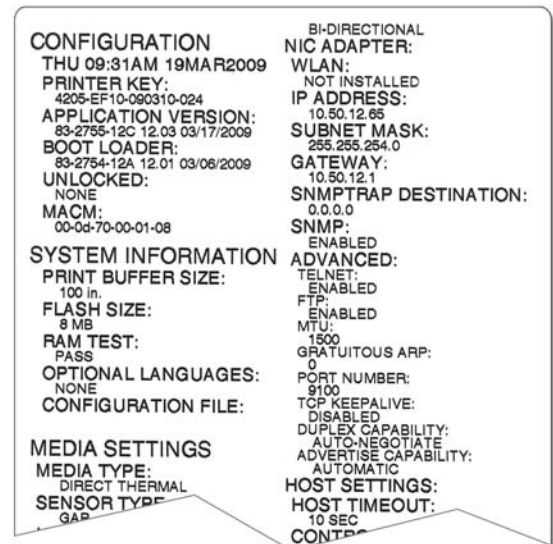 CONFIGURATION
THU 09:31AM 19MAR2009
PRINTER KEY:
4205-EF10-090310-024
APPLICATION VERSION:
83-2755-12C 12.03 03/17/2009
BOOT LOADER:
83-2754-12A 12.01 03/06/2009
UNLOCKED:
NONE
MACM:
00-0d-70-00-01-08
SYSTEM INFORMATION
PRINT BUFFER SIZE:
100 in.
FLASH SIZE:
8 MB
RAM TEST:
PASS
OPTIONAL LANGUAGES:
NONE
CONFIGURATION FILE:
MEDIA SETTINGS
MEDIA TYPE:
DIRECT THERMAL
SENSOR TYPE
GAP
BI-DIRECTIONAL
NIC ADAPTER:
WLAN:
NOT INSTALLED
IP ADDRESS:
10.50.12.65
SUBNET MASK:
255.255.254.0
GATEWAY:
10.50.12.1
SNMPTRAP DESTINATION:
0.0.0.0
SNMP:
ENABLED
ADVANCED:
TELNET:
ENABLED
FTP:
ENABLED
MTU:
1500
GRATUITOUS ARP:
0
PORT NUMBER:
9100
TCP KEEPALIVE:
DISABLED
DUPLEX CAPABILITY:
AUTO-NEGOTIATE
ADVERTISE CAPABILITY:
AUTOMATIC
HOST SETTINGS:
HOST TIMEOUT:
10 SEC